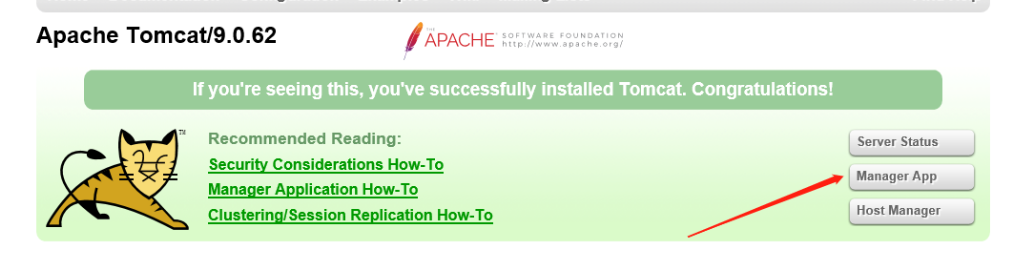 Apache Tomcat/9.0.62
THE
APACHE SOFTWARE FOUNDATION
http://www.apache.org/
If you're seeing this, you've successfully installed Tomcat. Congratulations!
TM
Recommended Reading:
Security Considerations How-To
Manager Application How-To
Clustering/Session Replication How-To
Server Status
Manager App
Host Manager